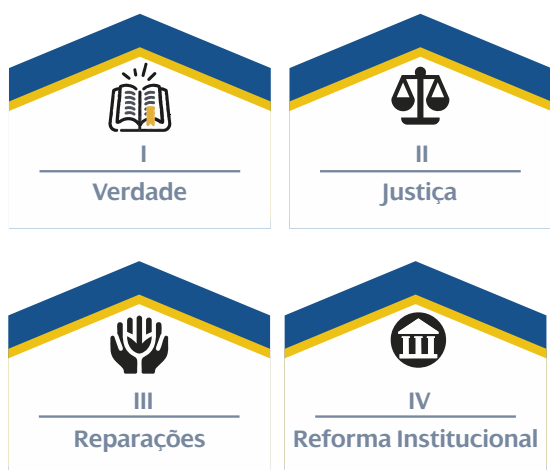 I
Verdade
II
Justiça
III
Reparações
IV
Reforma Institucional